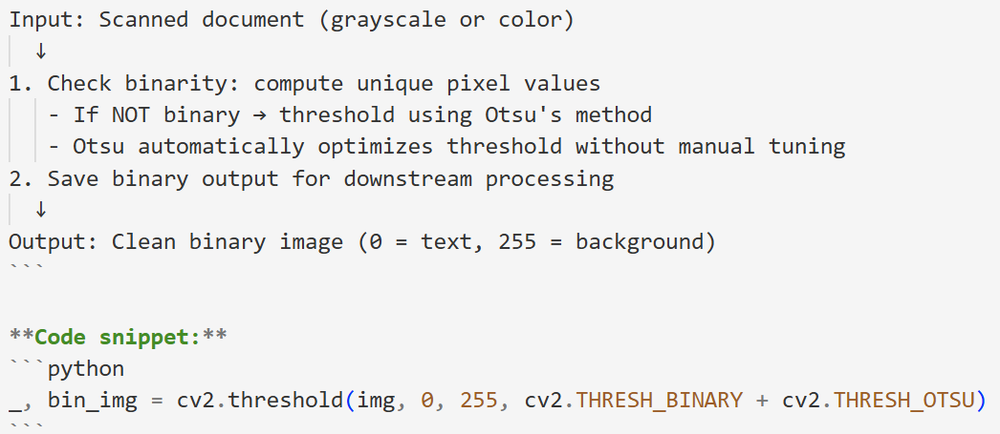 Input: Scanned document (grayscale or color)
↓
1. Check binarity: compute unique pixel values
- If NOT binary → threshold using Otsu's method
- Otsu automatically optimizes threshold without manual tuning
2. Save binary output for downstream processing
↓
Output: Clean binary image (0 = text, 255 = background)
```
**Code snippet:**
```python
_, bin_img = cv2.threshold(img, 0, 255, cv2.THRESH_BINARY + cv2.THRESH_OTSU)
```